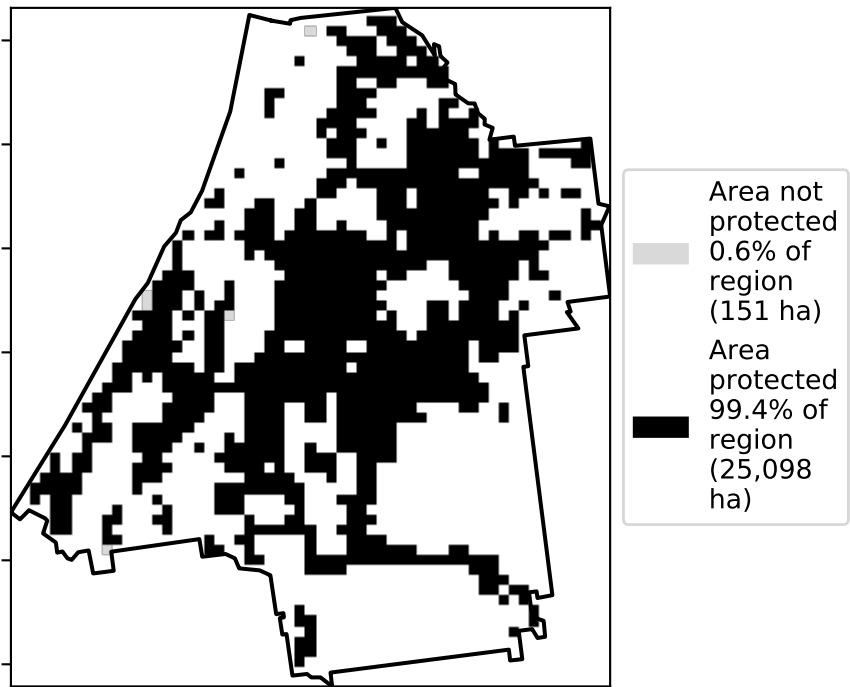 Area not
protected
0.6% of
region
(151 ha)
Area
protected
99.4% of
region
(25,098
ha)